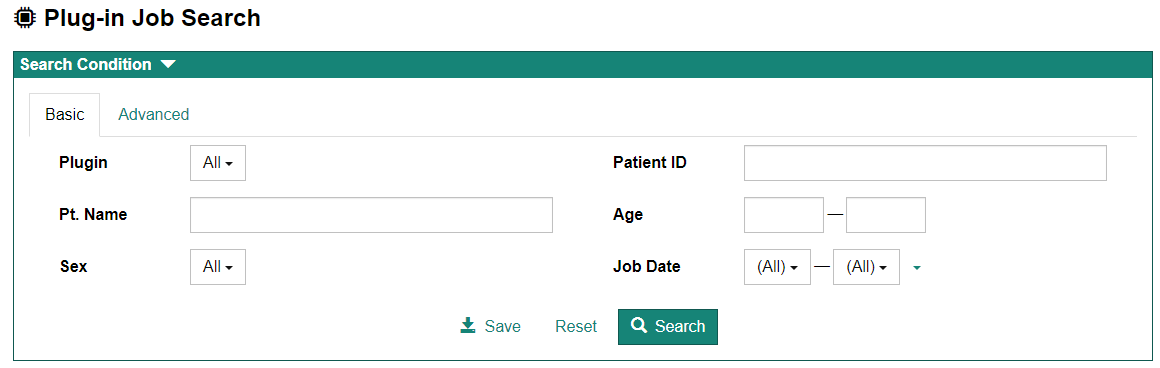 Plug-in Job Search
Search Condition
Basic Advanced
Plugin All Patient ID
Pt. Name Age —
Sex All Job Date (All) — (All)
Save Reset Search